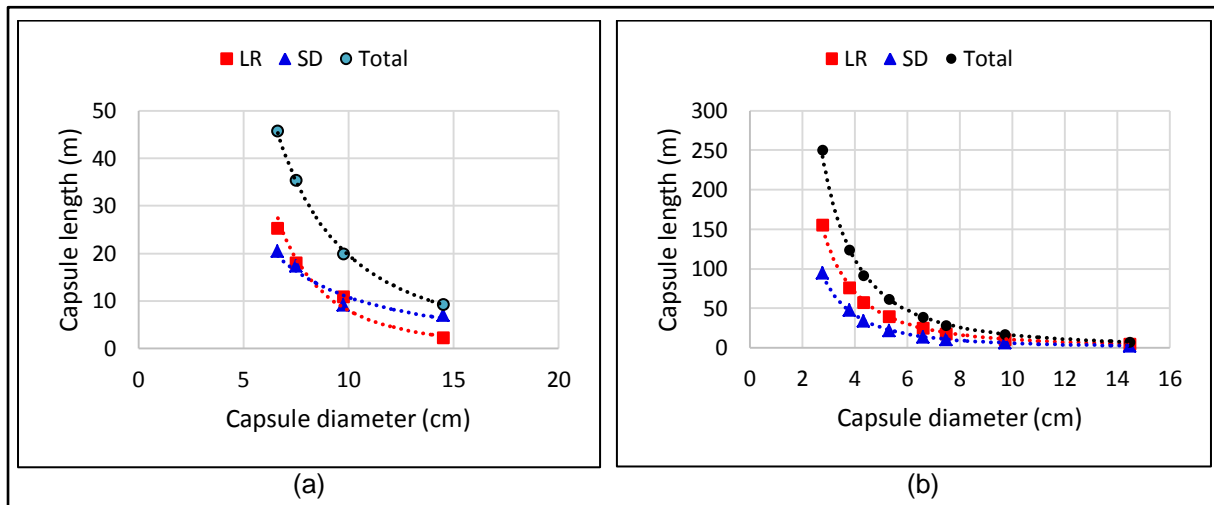 LR SD Total
50
40
30
20
10
0
0 5 10 15 20
Capsule length (m)
Capsule diameter (cm)
(a)
LR SD Total
300
250
200
150
100
50
0
0 2 4 6 8 10 12 14 16
Capsule length (m)
Capsule diameter (cm)
(b)